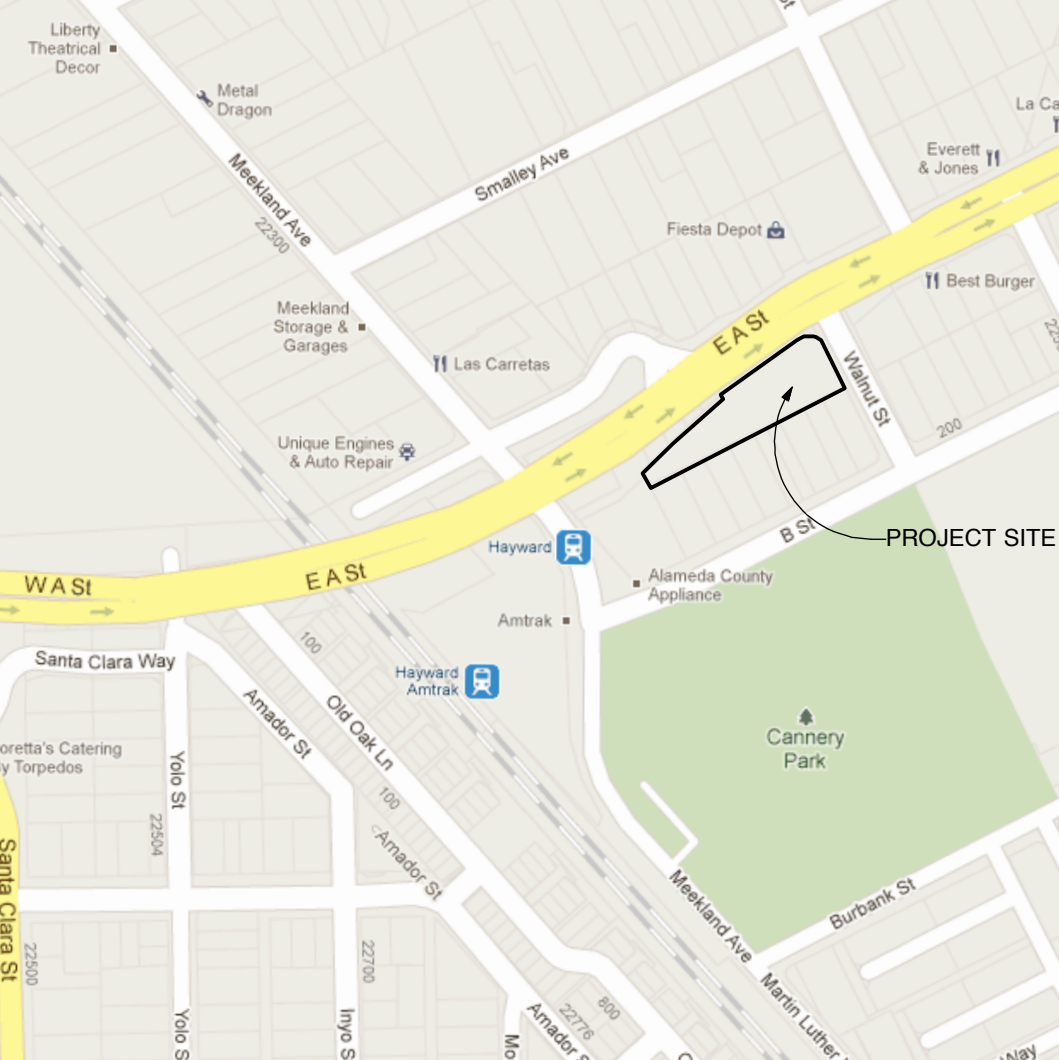 Liberty
Theatrical
Decor
Metal
Dragon
La Ca
Everett
& Jones
Smalley Ave
Meekland Ave
22300
Fiesta Depot
Best Burger
Meekland
Storage &
Garages
E A St
Las Carretas
Walnut St
200
Unique Engines
& Auto Repair
PROJECT SITE
B St
Hayward
W A St
E A St
Alameda County
Appliance
Amtrak
100
Santa Clara Way
Hayward
Amtrak
Amador St
Old Oak Ln
Cannery
Park
oretta's Catering
y Torpedos
Yolo St
100
22504
Amador St
Santa Clara St
Meekland Ave
Burbank St
22500
22700
Yolo S
Inyo S
Mo
Amador S
22776
800
Martin Luther
Way